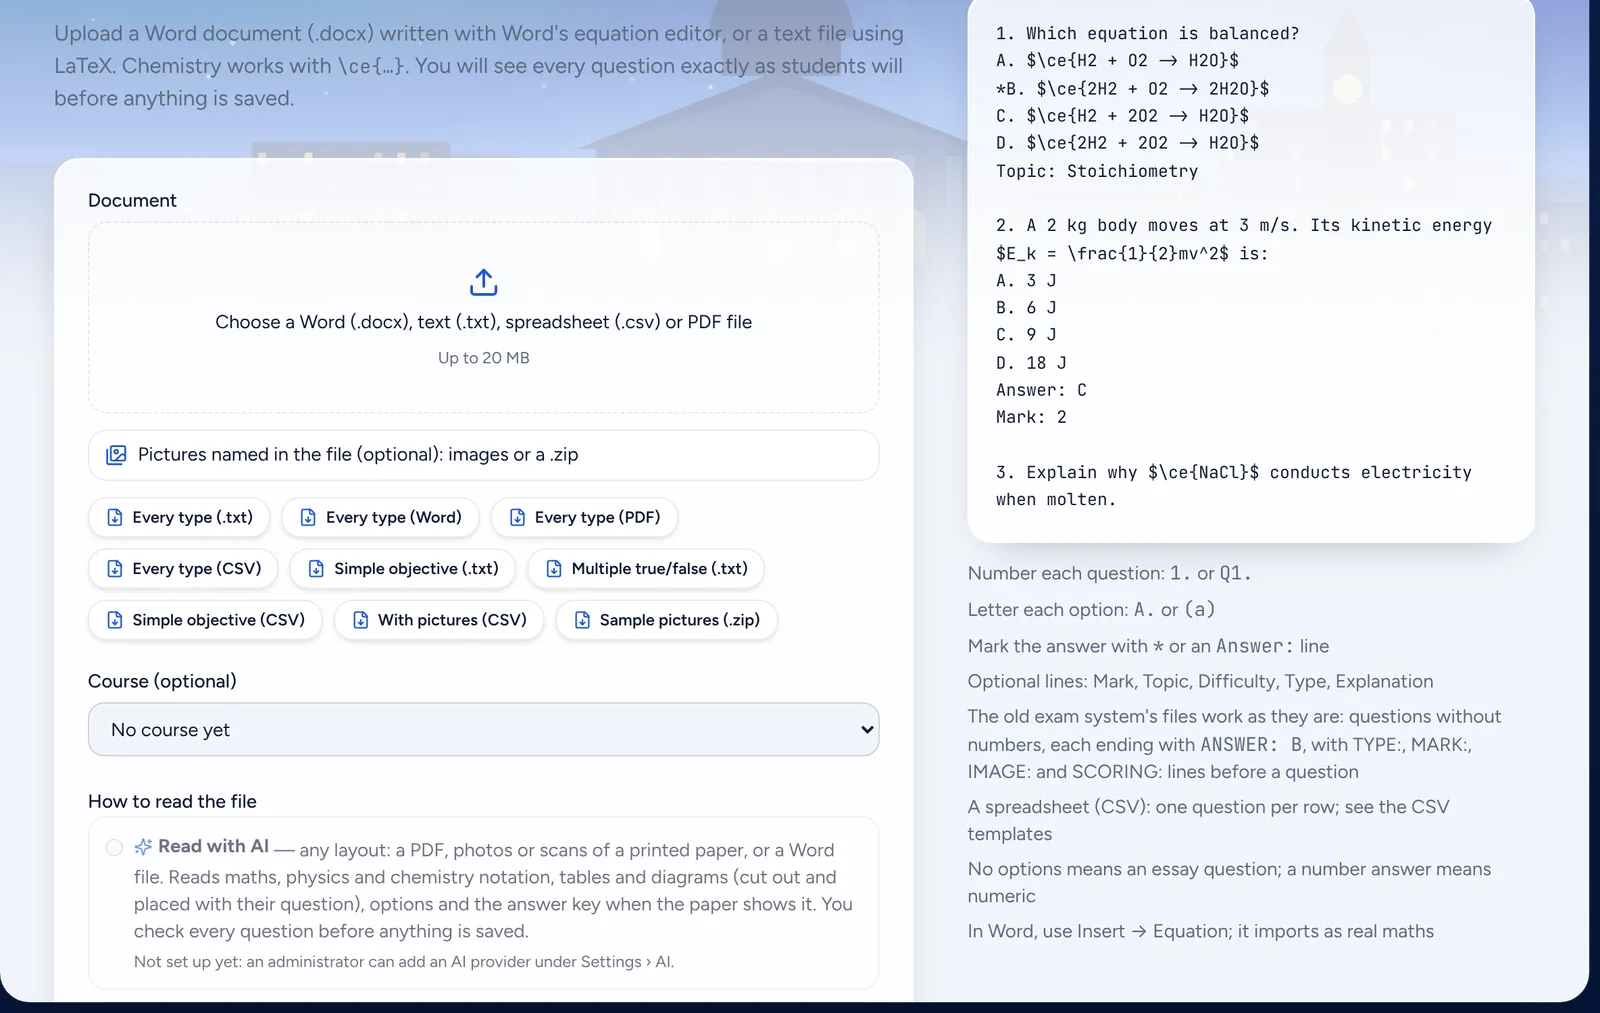 Upload a Word document (.docx) written with Word's equation editor, or a text file using
LaTeX. Chemistry works with \ce{…}. You will see every question exactly as students will
before anything is saved.
Document
Choose a Word (.docx), text (.txt), spreadsheet (.csv) or PDF file
Up to 20 MB
Pictures named in the file (optional): images or a .zip
Every type (.txt)
Every type (Word)
Every type (PDF)
Every type (CSV)
Simple objective (.txt)
Multiple true/false (.txt)
Simple objective (CSV)
With pictures (CSV)
Sample pictures (.zip)
Course (optional)
No course yet
How to read the file
Read with AI — any layout: a PDF, photos or scans of a printed paper, or a Word
file. Reads maths, physics and chemistry notation, tables and diagrams (cut out and
placed with their question), options and the answer key when the paper shows it. You
check every question before anything is saved.
Not set up yet: an administrator can add an AI provider under Settings › AI.
1. Which equation is balanced?
A. $\ce{H2 + O2 -> H2O}$
*B. $\ce{2H2 + O2 -> 2H2O}$
C. $\ce{H2 + 2O2 -> H2O}$
D. $\ce{2H2 + 2O2 -> H2O}$
Topic: Stoichiometry
2. A 2 kg body moves at 3 m/s. Its kinetic energy
$E_k = \frac{1}{2}mv^2$ is:
A. 3 J
B. 6 J
C. 9 J
D. 18 J
Answer: C
Mark: 2
3. Explain why $\ce{NaCl}$ conducts electricity
when molten.
Number each question: 1. or Q1.
Letter each option: A. or (a)
Mark the answer with * or an Answer: line
Optional lines: Mark, Topic, Difficulty, Type, Explanation
The old exam system's files work as they are: questions without
numbers, each ending with ANSWER: B, with TYPE:, MARK:,
IMAGE: and SCORING: lines before a question
A spreadsheet (CSV): one question per row; see the CSV
templates
No options means an essay question; a number answer means
numeric
In Word, use Insert → Equation; it imports as real maths